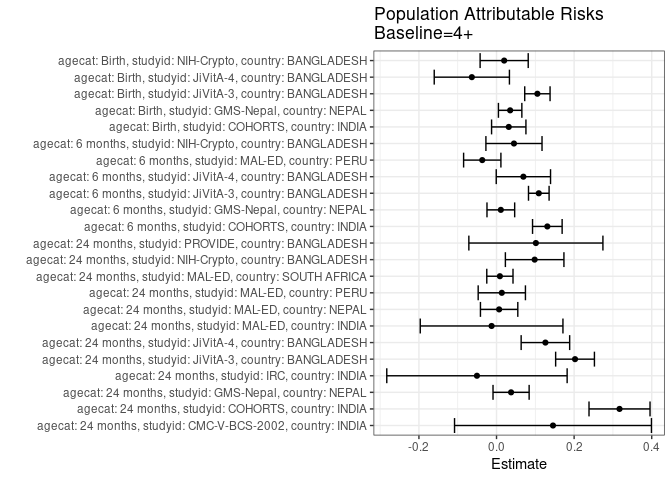 Population Attributable Risks
Baseline=4+
agecat: Birth, studyid: NIH-Crypto, country: BANGLADESH
agecat: Birth, studyid: JiVitA-4, country: BANGLADESH
agecat: Birth, studyid: JiVitA-3, country: BANGLADESH
agecat: Birth, studyid: GMS-Nepal, country: NEPAL
agecat: Birth, studyid: COHORTS, country: INDIA
agecat: 6 months, studyid: NIH-Crypto, country: BANGLADESH
agecat: 6 months, studyid: MAL-ED, country: PERU
agecat: 6 months, studyid: JiVitA-4, country: BANGLADESH
agecat: 6 months, studyid: JiVitA-3, country: BANGLADESH
agecat: 6 months, studyid: GMS-Nepal, country: NEPAL
agecat: 6 months, studyid: COHORTS, country: INDIA
agecat: 24 months, studyid: PROVIDE, country: BANGLADESH
agecat: 24 months, studyid: NIH-Crypto, country: BANGLADESH
agecat: 24 months, studyid: MAL-ED, country: SOUTH AFRICA
agecat: 24 months, studyid: MAL-ED, country: PERU
agecat: 24 months, studyid: MAL-ED, country: NEPAL
agecat: 24 months, studyid: MAL-ED, country: INDIA
agecat: 24 months, studyid: JiVitA-4, country: BANGLADESH
agecat: 24 months, studyid: JiVitA-3, country: BANGLADESH
agecat: 24 months, studyid: IRC, country: INDIA
agecat: 24 months, studyid: GMS-Nepal, country: NEPAL
agecat: 24 months, studyid: COHORTS, country: INDIA
agecat: 24 months, studyid: CMC-V-BCS-2002, country: INDIA
-0.2 0.0 0.2 0.4
Estimate